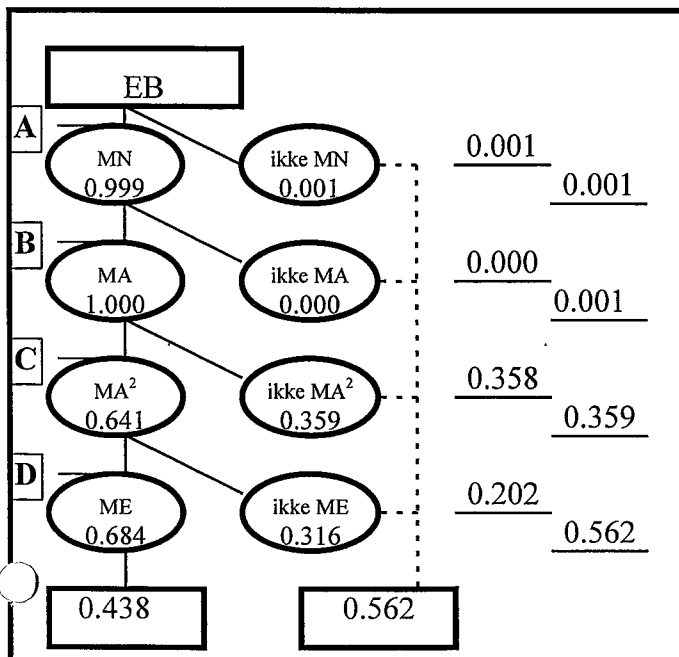 EB
A
MN
0.999
ikke MN
0.001
0.001
0.001
B
MA
1.000
ikke MA
0.000
0.000
0.001
C
MA²
0.641
ikke MA²
0.359
0.358
0.359
D
ME
0.684
ikke ME
0.316
0.202
0.562
0.438
0.562